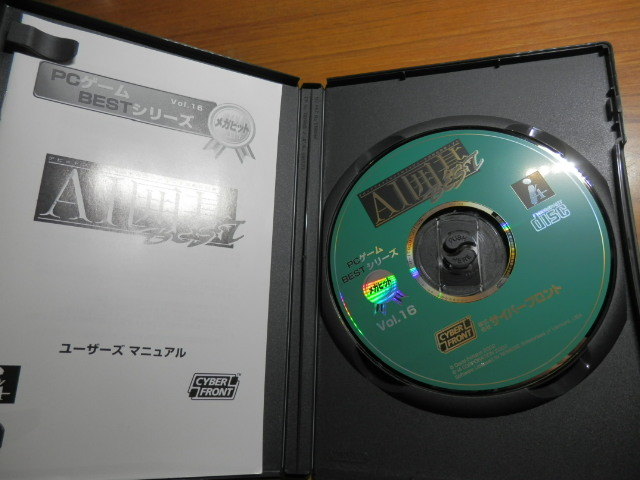 PCゲーム
BESTシリーズ
Vol.16
メガヒット
AI囲碁
BEST
ユーザーズ マニュアル
CYBER
FRONT
AI囲碁
BEST
PCゲーム
BESTシリーズ
メガヒット
Vol.16
DISC
CYBER
FRONT
サイバーフロント
PUSH